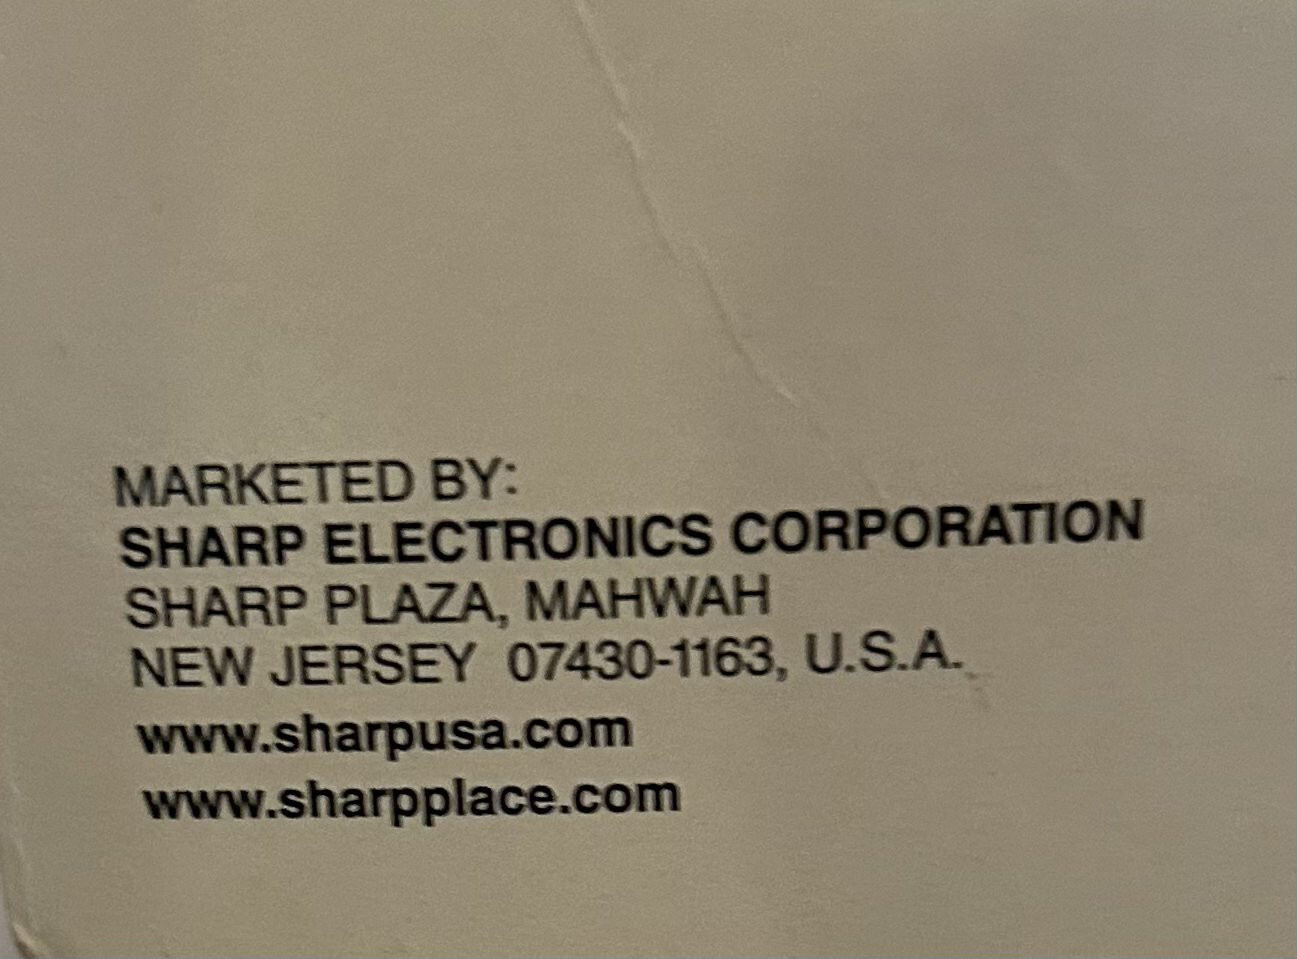 MARKETED BY:
SHARP ELECTRONICS CORPORATION
SHARP PLAZA, MAHWAH
NEW JERSEY  07430-1163, U.S.A.
www.sharpusa.com
www.sharpplace.com